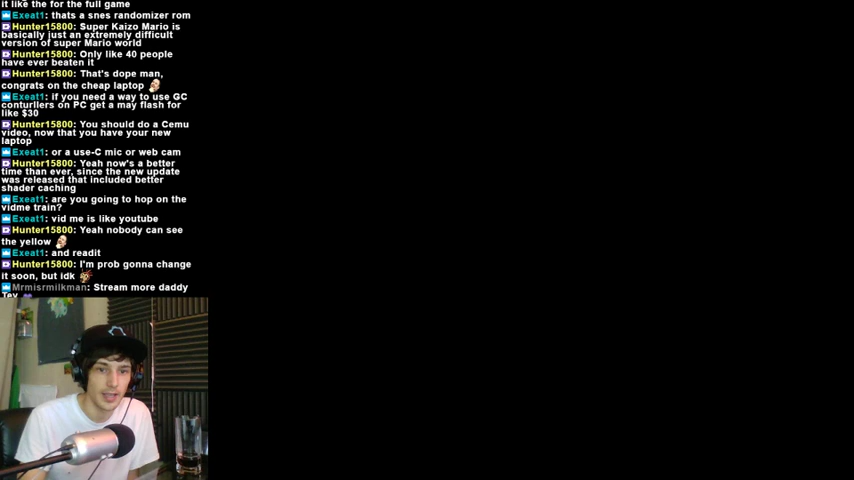 it like the for the full game
Exeat1: thats a snes randomizer rom
Hunter15800: Super Kaizo Mario is
basically just an extremely difficult
version of super Mario world
Hunter15800: Only like 40 people
have ever beaten it
Hunter15800: That's dope man,
congrats on the cheap laptop
Exeat1: if you need a way to use GC
conturllers on PC get a may flash for
like $30
Hunter15800: You should do a Cemu
video, now that you have your new
laptop
Exeat1: or a use-C mic or web cam
Hunter15800: Yeah now's a better
time than ever, since the new update
was released that included better
shader caching
Exeat1: are you going to hop on the
vidme train?
Exeat1: vid me is like youtube
Hunter15800: Yeah nobody can see
the yellow
Exeat1: and readit
Hunter15800: I'm prob gonna change
it soon, but idk
Mrmisrmilkman: Stream more daddy
Tev